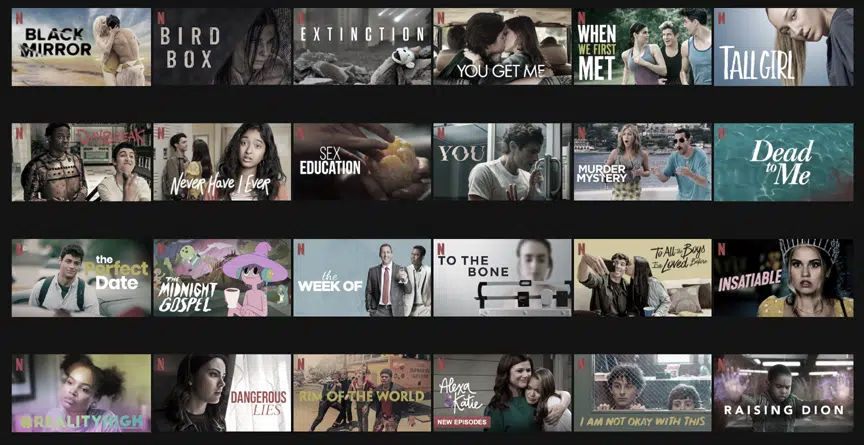 BLACK
MIRROR
BIRD
BOX
EXTINCTION
YOU GET ME
WHEN
WE FIRST
MET
TALL GIRL
DAYBREAK
Never Have I Ever
SEX
EDUCATION
YOU
MURDER
MYSTERY
Dead
to Me
the
Perfect
Date
THE
MIDNIGHT
GOSPEL
the
WEEK OF
TO THE
BONE
To All the Boys
I've Loved Before
INSATIABLE
#REALITYHIGH
DANGEROUS
LIES
RIM OF THE WORLD
Alexa
& Katie
NEW EPISODES
I AM NOT OKAY WITH THIS
RAISING DION